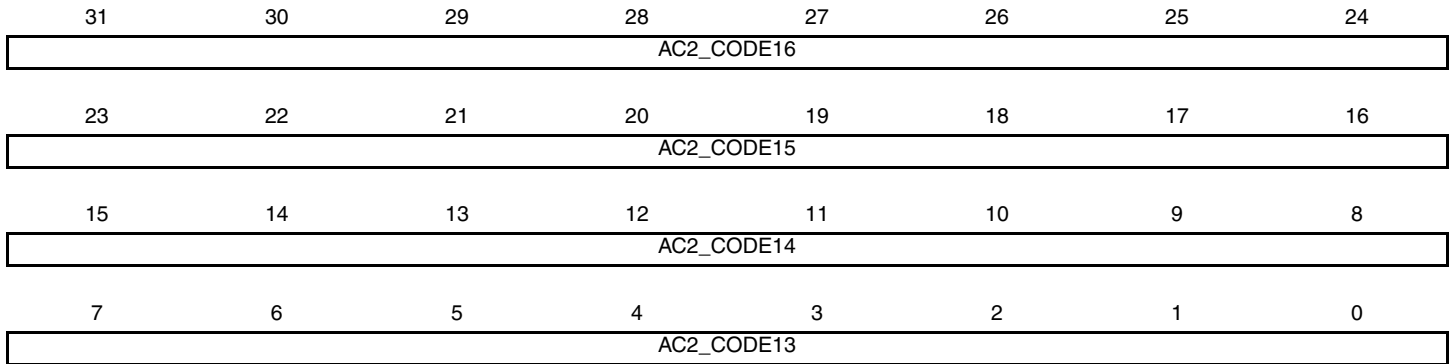 31 30 29 28 27 26 25 24
AC2_CODE16
23 22 21 20 19 18 17 16
AC2_CODE15
15 14 13 12 11 10 9 8
AC2_CODE14
7 6 5 4 3 2 1 0
AC2_CODE13